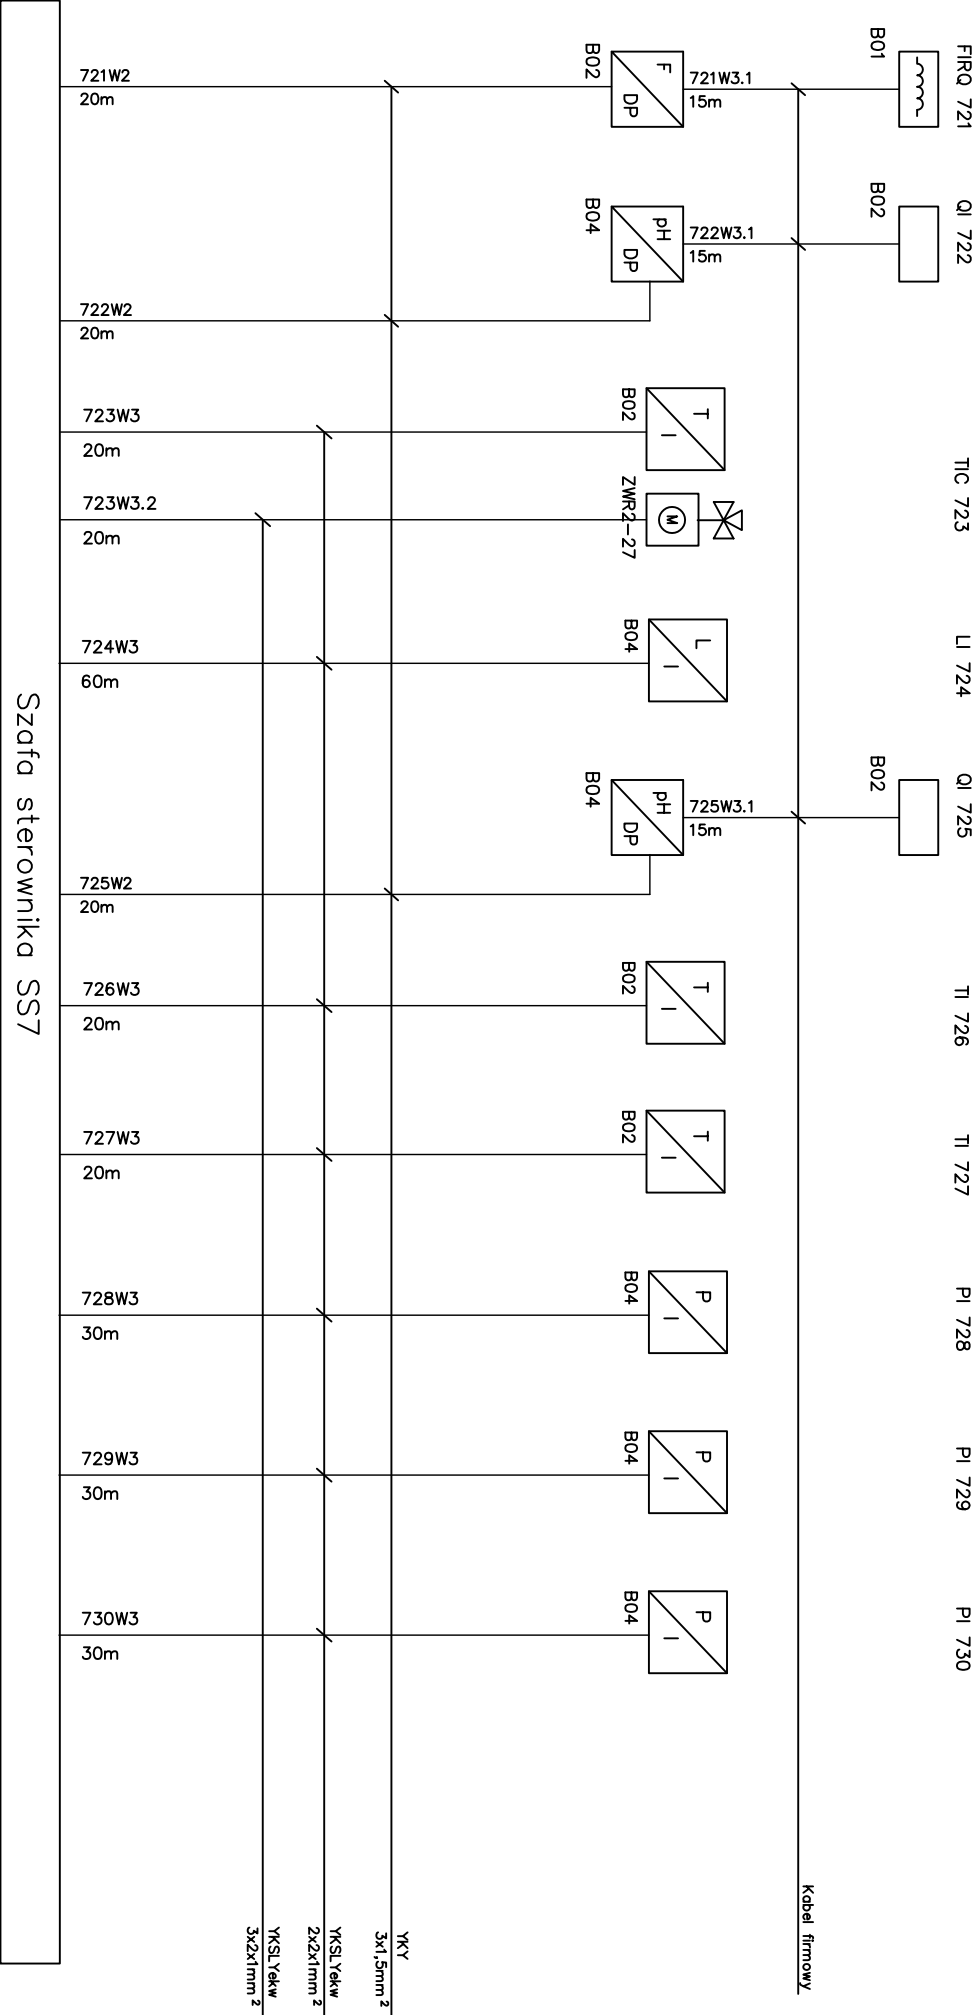 FIRQ 721
B01
721W3.1
15m
F
DP
B02
721W2
20m
QI 722
B02
722W3.1
15m
pH
DP
B04
722W2
20m
TIC 723
T
I
B02
723W3
20m
M
ZWR2-27
723W3.2
20m
LI 724
L
I
B04
724W3
60m
QI 725
B02
725W3.1
15m
pH
DP
B04
725W2
20m
TI 726
T
I
B02
726W3
20m
TI 727
T
I
B02
727W3
20m
PI 728
P
I
B04
728W3
30m
PI 729
P
I
B04
729W3
30m
PI 730
P
I
B04
730W3
30m
Kabel firmowy
YKY
3x1,5mm²
YKSLYekw
2x2x1mm²
YKSLYekw
3x2x1mm²
Szafa sterownika SS7